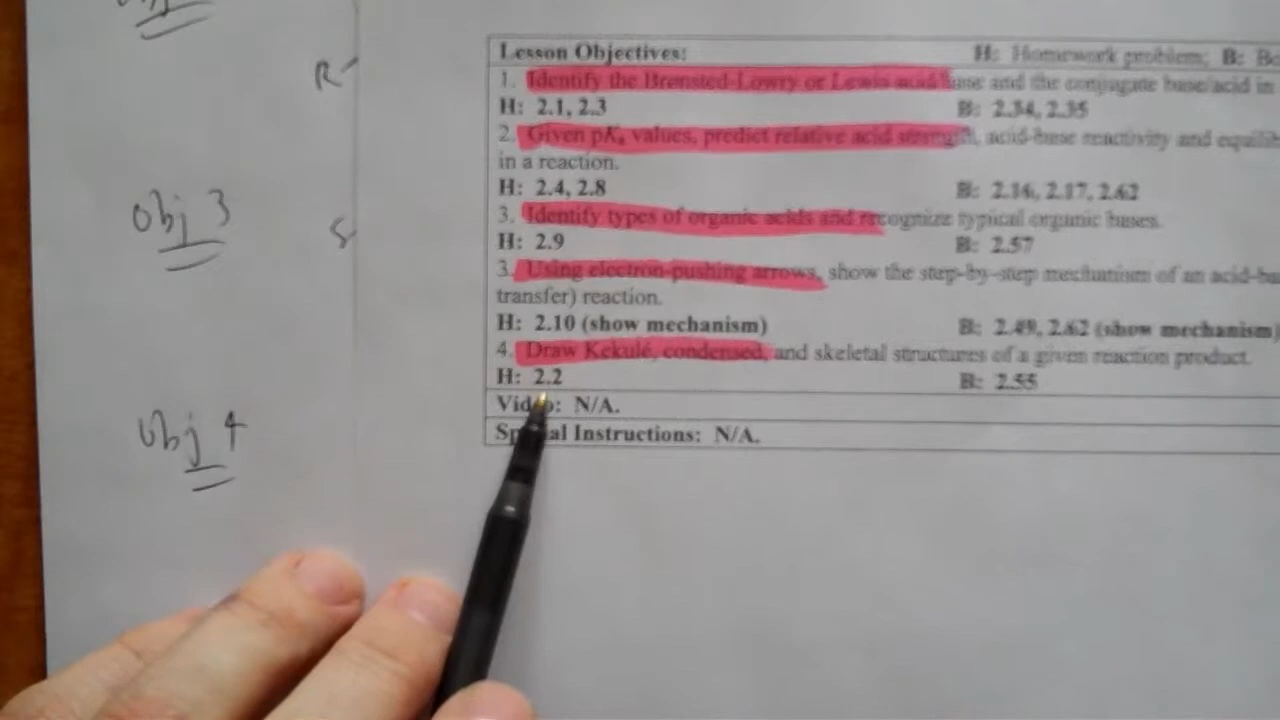 R-
Obj 3
S
Obj 4
Lesson Objectives: H: Homework problem; B:
1. Identify the Brønsted-Lowry or Lewis acid/base and the conjugate base/acid in
H: 2.1, 2.3 B: 2.34, 2.35
2. Given pKa values, predict relative acid strength, acid-base reactivity and
in a reaction.
H: 2.4, 2.8 B: 2.16, 2.17, 2.62
3. Identify types of organic acids and recognize typical organic bases.
H: 2.9 B: 2.57
3. Using electron-pushing arrows, show the step-by-step mechanism of an
transfer) reaction.
H: 2.10 (show mechanism) B: 2.49, 2.62 (show mechanism)
4. Draw Kekulé, condensed, and skeletal structures of a given reaction product.
H: 2.2 B: 2.55
Video: N/A.
Special Instructions: N/A.